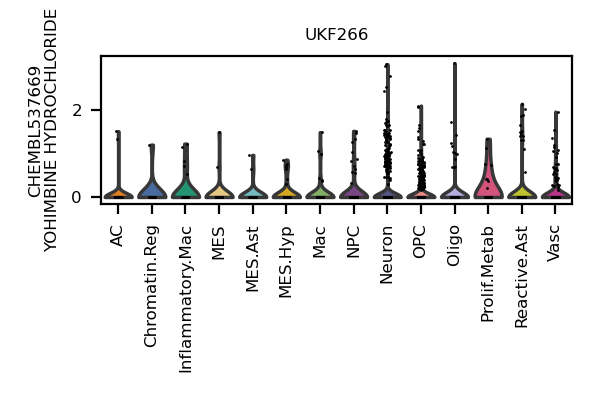 UKF266
CHEMBL537669
YOHIMBINE HYDROCHLORIDE
2
0
AC
Chromatin.Reg
Inflammatory.Mac
MES
MES.Ast
MES.Hyp
Mac
NPC
Neuron
OPC
Oligo
Prolif.Metab
Reactive.Ast
Vasc